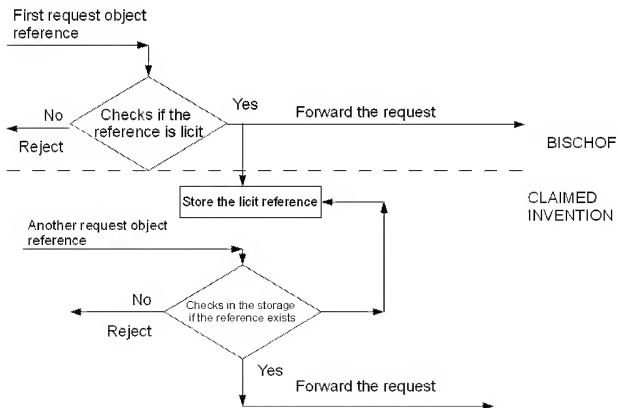 First request object
reference
No
Checks if the
reference is licit
Yes
Forward the request
Reject
BISCHOF
Store the licit reference
CLAIMED
INVENTION
Another request object
reference
No
Checks in the storage
if the reference exists
Reject
Yes
Forward the request